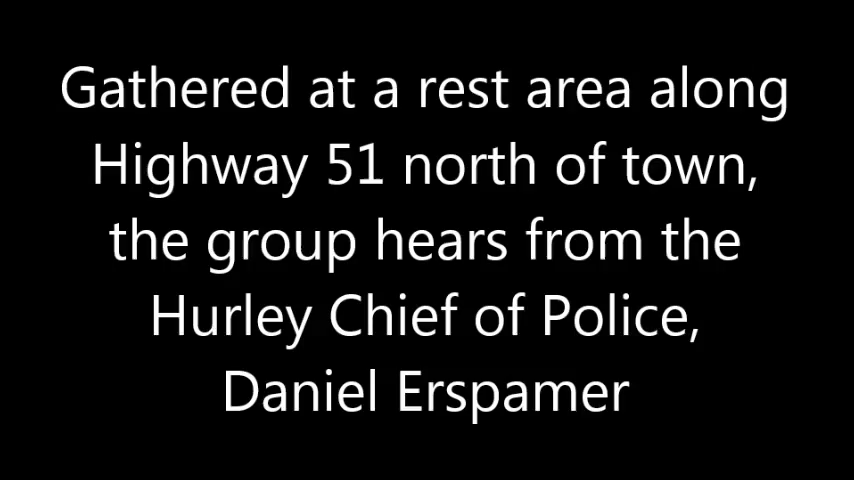 Gathered at a rest area along
Highway 51 north of town,
the group hears from the
Hurley Chief of Police,
Daniel Erspamer